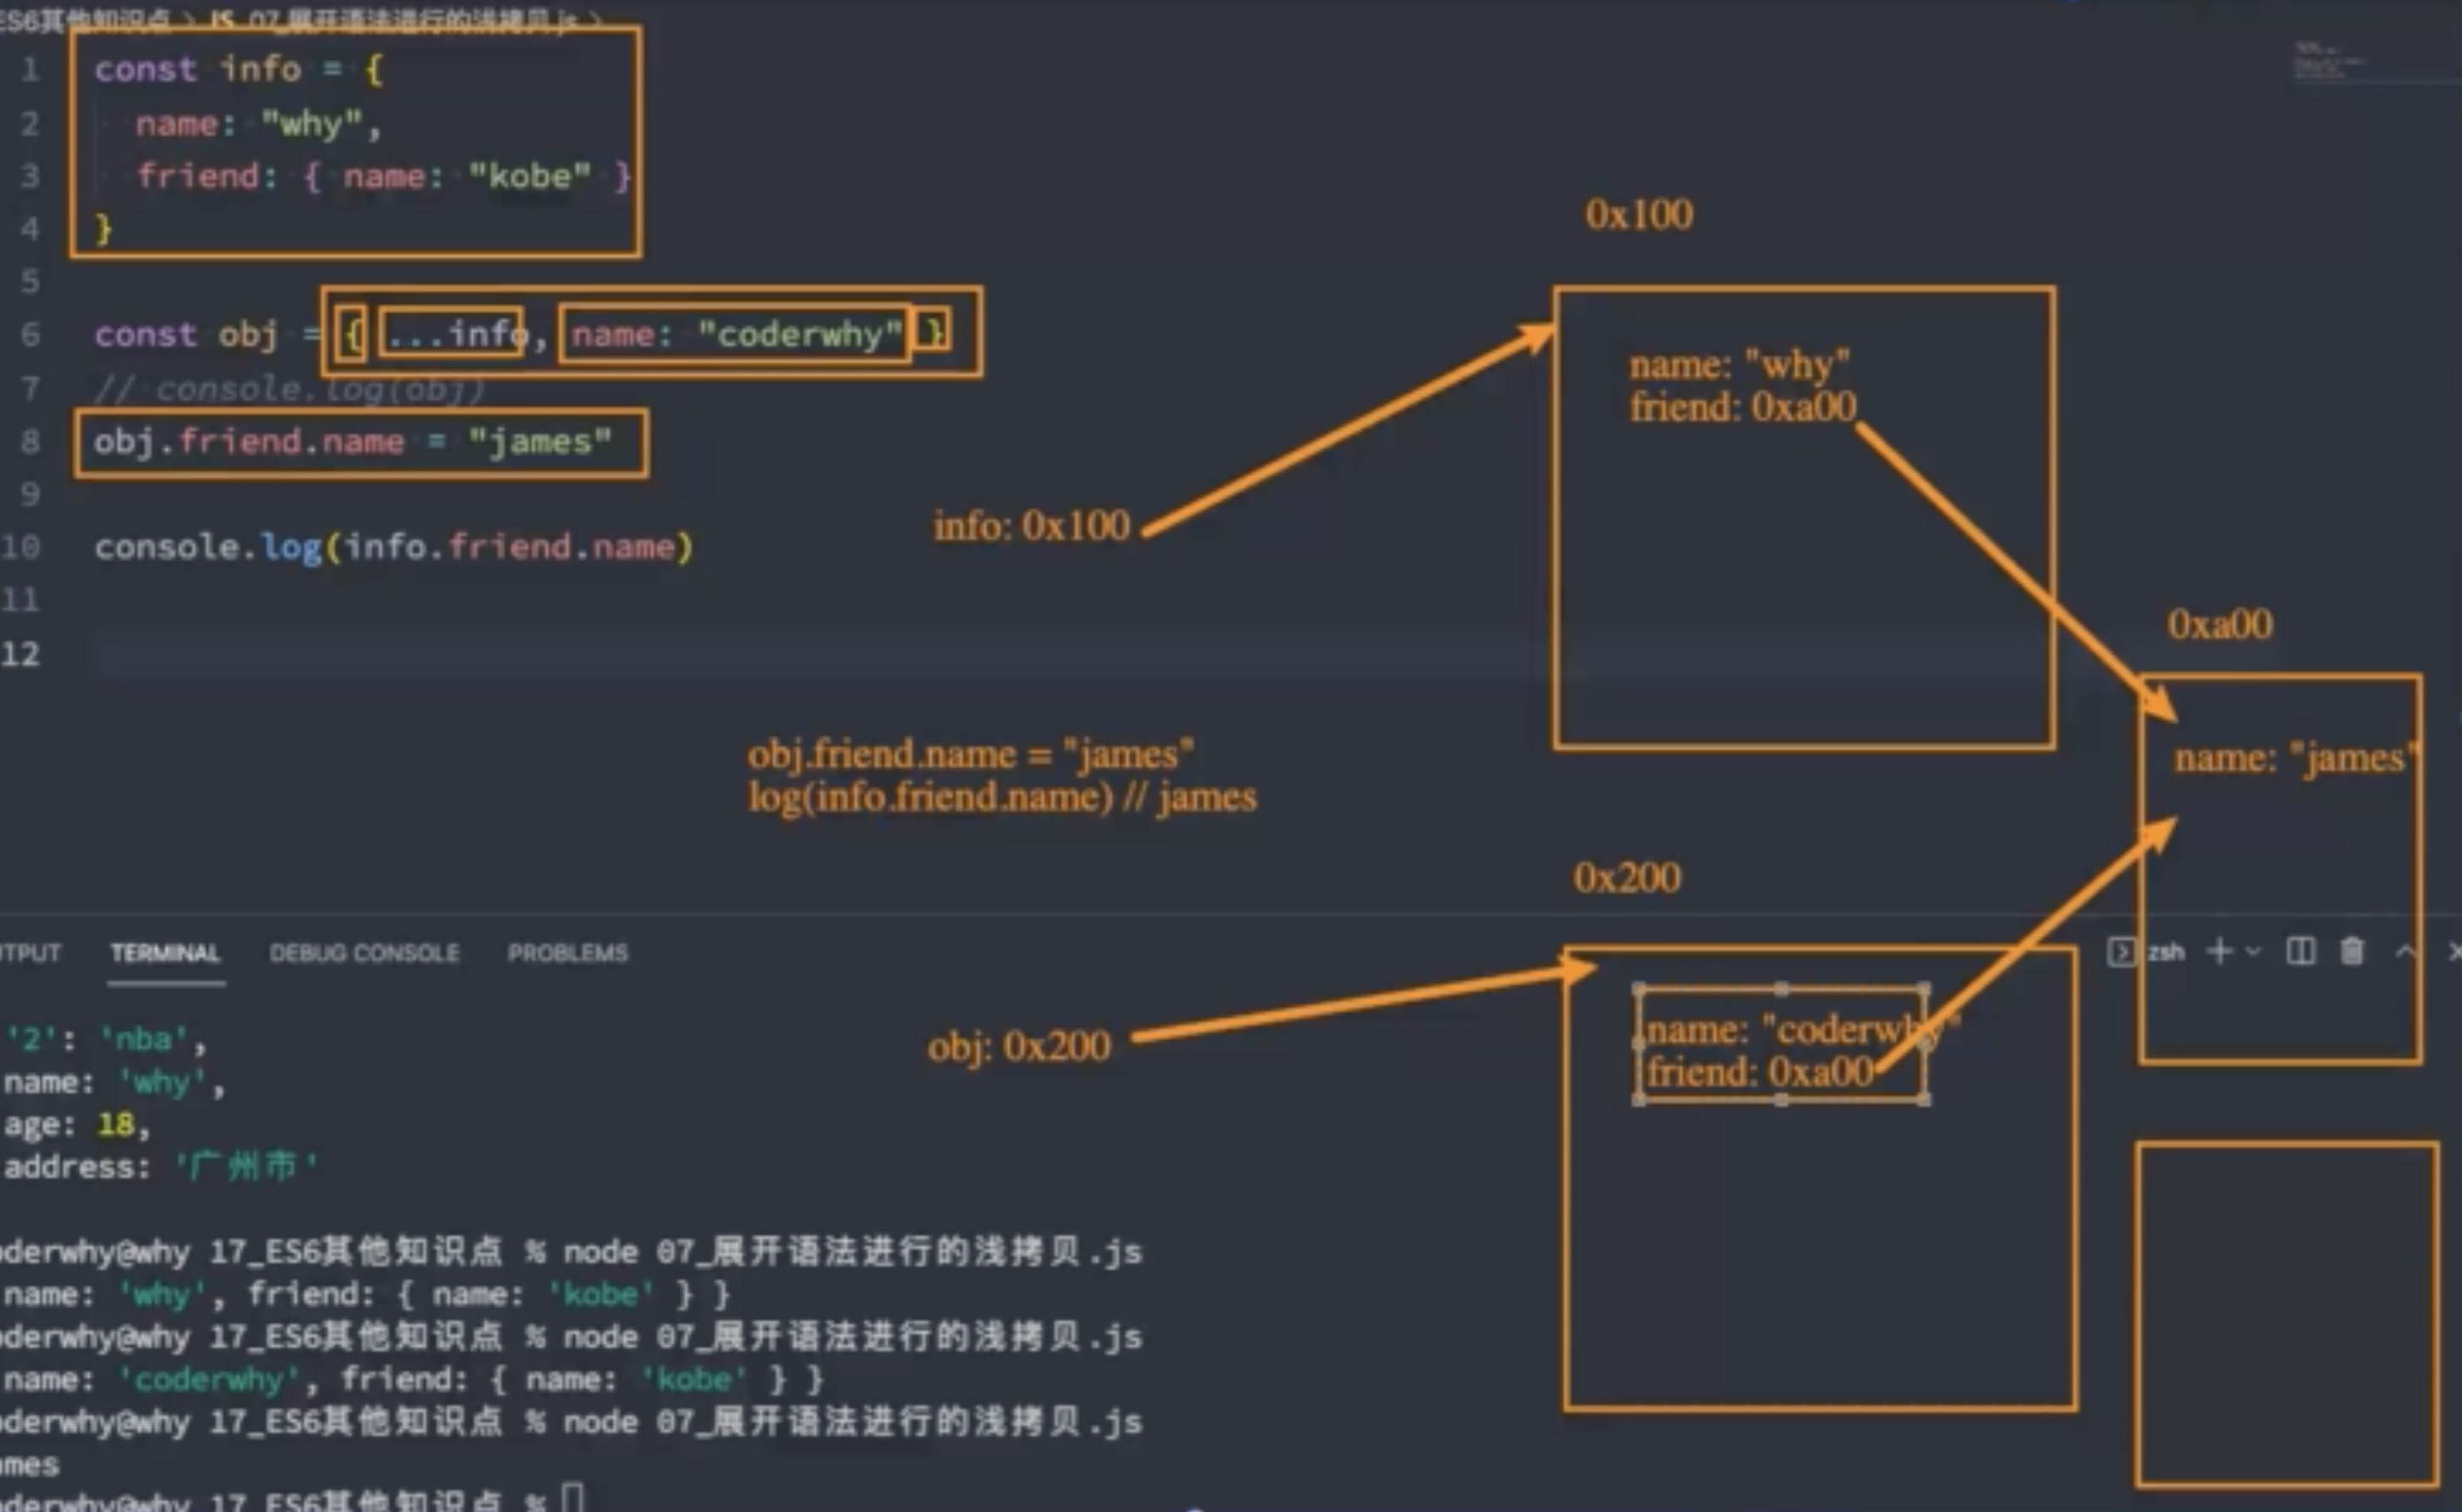 ES6其他知识点 > JS 07_展开语法进行的浅拷贝.js >
1 const info = {
2 name: "why",
3 friend: { name: "kobe" }
4 }
5
6 const obj = { ...info, name: "coderwhy" }
7 // console.log(obj)
8 obj.friend.name = "james"
9
10 console.log(info.friend.name)
11
12
0x100
name: "why"
friend: 0xa00
info: 0x100
0xa00
name: "james"
obj.friend.name = "james"
log(info.friend.name) // james
0x200
name: "coderwhy"
friend: 0xa00
obj: 0x200
UTPUT TERMINAL DEBUG CONSOLE PROBLEMS zsh
'2': 'nba',
name: 'why',
age: 18,
address: '广州市'
oderwhy@why 17_ES6其他知识点 % node 07_展开语法进行的浅拷贝.js
name: 'why', friend: { name: 'kobe' } }
oderwhy@why 17_ES6其他知识点 % node 07_展开语法进行的浅拷贝.js
name: 'coderwhy', friend: { name: 'kobe' } }
oderwhy@why 17_ES6其他知识点 % node 07_展开语法进行的浅拷贝.js
ames
oderwhy@why 17_ES6其他知识点 %